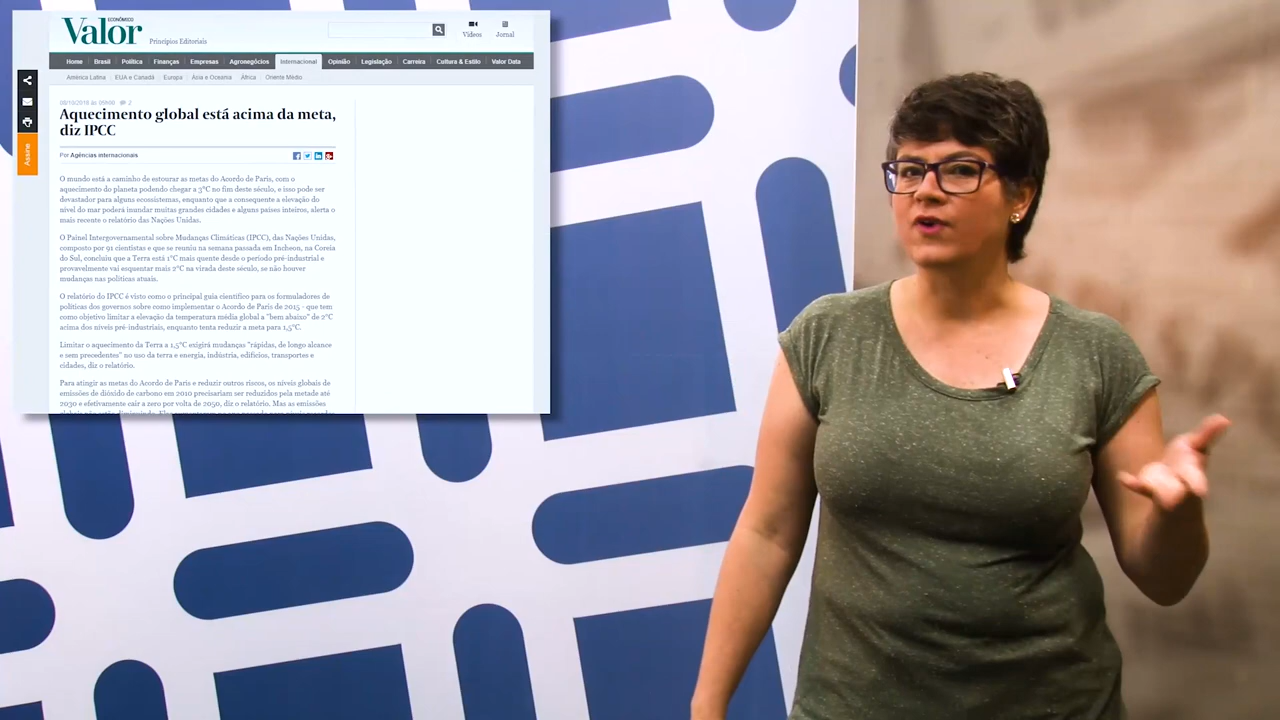 ECONÔMICO
Valor
Princípios Editoriais
Vídeos
Jornal
Home Brasil Política Finanças Empresas Agronegócios Internacional Opinião Legislação Carreira Cultura & Estilo Valor Data
América Latina EUA e Canadá Europa Ásia e Oceania África Oriente Médio
Assine
08/10/2018 às 05h00 2
Aquecimento global está acima da meta,
diz IPCC
Por Agências internacionais
O mundo está a caminho de estourar as metas do Acordo de Paris, com o
aquecimento do planeta podendo chegar a 3°C no fim deste século, e isso pode ser
devastador para alguns ecossistemas, enquanto que a consequente a elevação do
nível do mar poderá inundar muitas grandes cidades e alguns países inteiros, alerta o
mais recente o relatório das Nações Unidas.
O Painel Intergovernamental sobre Mudanças Climáticas (IPCC), das Nações Unidas,
composto por 91 cientistas e que se reuniu na semana passada em Incheon, na Coreia
do Sul, concluiu que a Terra está 1°C mais quente desde o período pré-industrial e
provavelmente vai esquentar mais 2°C na virada deste século, se não houver
mudanças nas políticas atuais.
O relatório do IPCC é visto como o principal guia científico para os formuladores de
políticas dos governos sobre como implementar o Acordo de Paris de 2015 - que tem
como objetivo limitar a elevação da temperatura média global a "bem abaixo" de 2°C
acima dos níveis pré-industriais, enquanto tenta reduzir a meta para 1,5°C.
Limitar o aquecimento da Terra a 1,5°C exigirá mudanças "rápidas, de longo alcance
e sem precedentes" no uso da terra e energia, indústria, edifícios, transportes e
cidades, diz o relatório.
Para atingir as metas do Acordo de Paris e reduzir outros riscos, os níveis globais de
emissões de dióxido de carbono em 2010 precisariam ser reduzidos pela metade até
2030 e efetivamente cair a zero por volta de 2050, diz o relatório. Mas as emissões